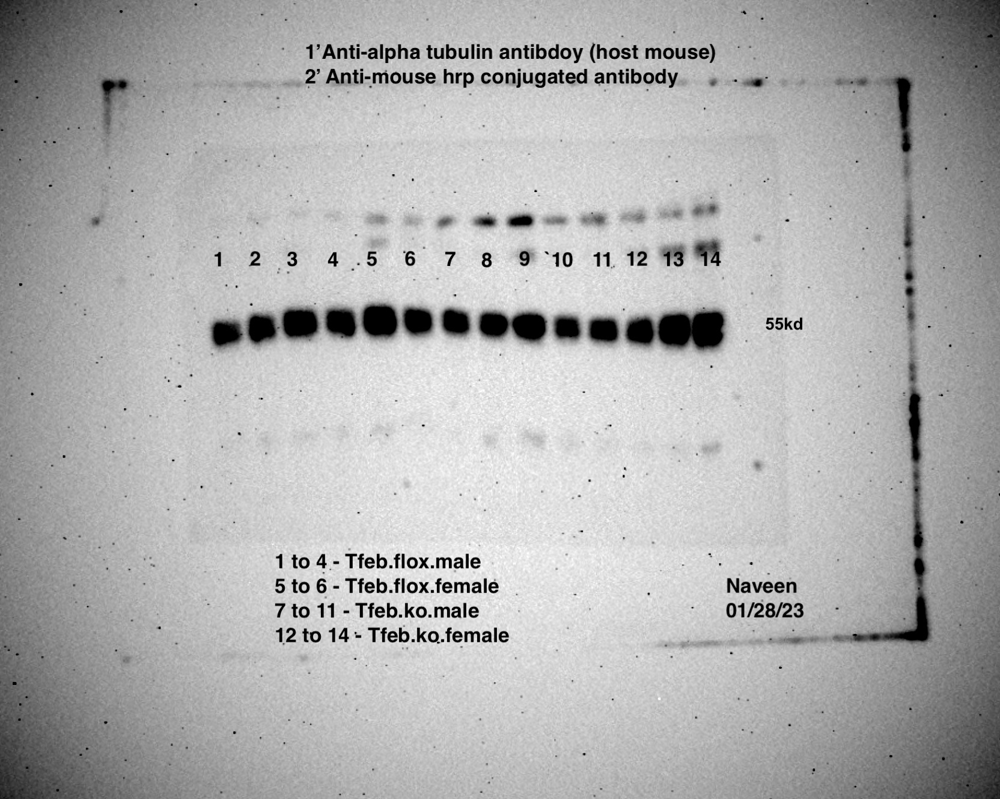 1’Anti-alpha tubulin antibdoy (host mouse)
2’ Anti-mouse hrp conjugated antibody
1 2 3 4 5 6 7 8 9 `10 11 12 13 14
55kd
1 to 4 - Tfeb.flox.male
5 to 6 - Tfeb.flox.female
7 to 11 - Tfeb.ko.male
12 to 14 - Tfeb.ko.female
Naveen
01/28/23